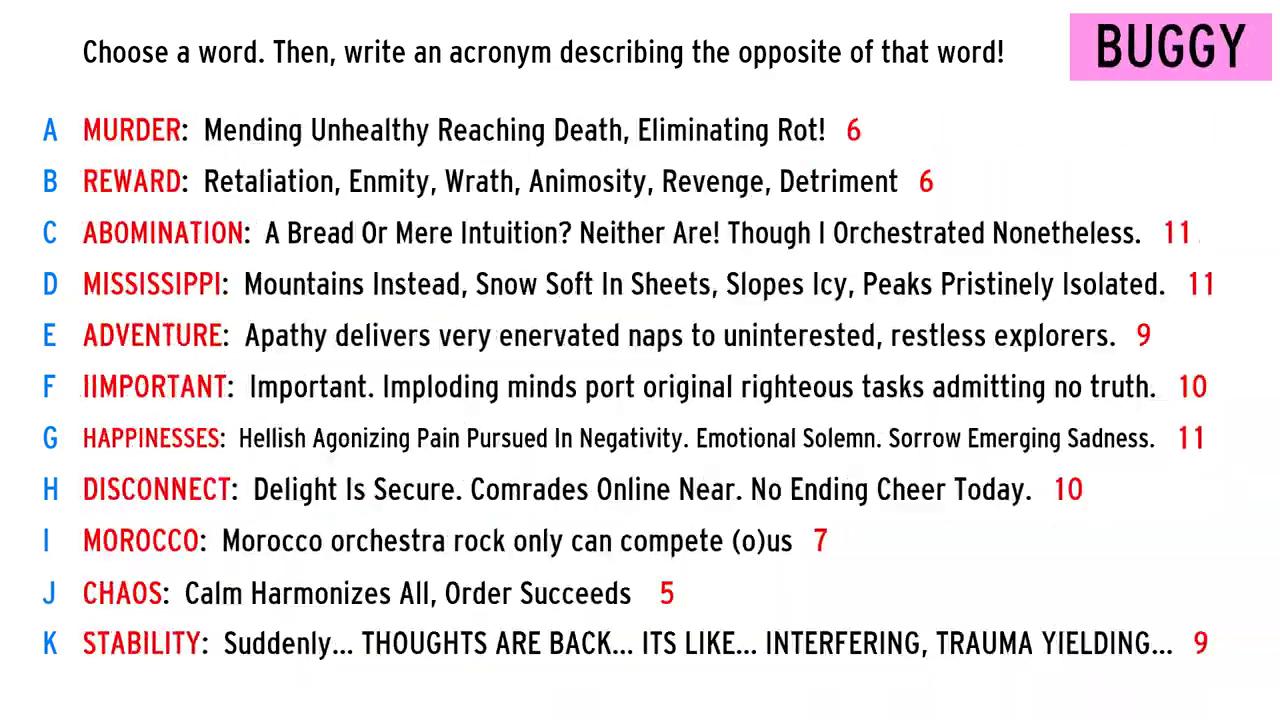 Choose a word. Then, write an acronym describing the opposite of that word!
BUGGY
A MURDER: Mending Unhealthy Reaching Death, Eliminating Rot! 6
B REWARD: Retaliation, Enmity, Wrath, Animosity, Revenge, Detriment 6
C ABOMINATION: A Bread Or Mere Intuition? Neither Are! Though I Orchestrated Nonetheless. 11
D MISSISSIPPI: Mountains Instead, Snow Soft In Sheets, Slopes Icy, Peaks Pristinely Isolated. 11
E ADVENTURE: Apathy delivers very enervated naps to uninterested, restless explorers. 9
F IIMPORTANT: Important. Imploding minds port original righteous tasks admitting no truth. 10
G HAPPINESSES: Hellish Agonizing Pain Pursued In Negativity. Emotional Solemn. Sorrow Emerging Sadness. 11
H DISCONNECT: Delight Is Secure. Comrades Online Near. No Ending Cheer Today. 10
I MOROCCO: Morocco orchestra rock only can compete (o)us 7
J CHAOS: Calm Harmonizes All, Order Succeeds 5
K STABILITY: Suddenly... THOUGHTS ARE BACK... ITS LIKE... INTERFERING, TRAUMA YIELDING... 9